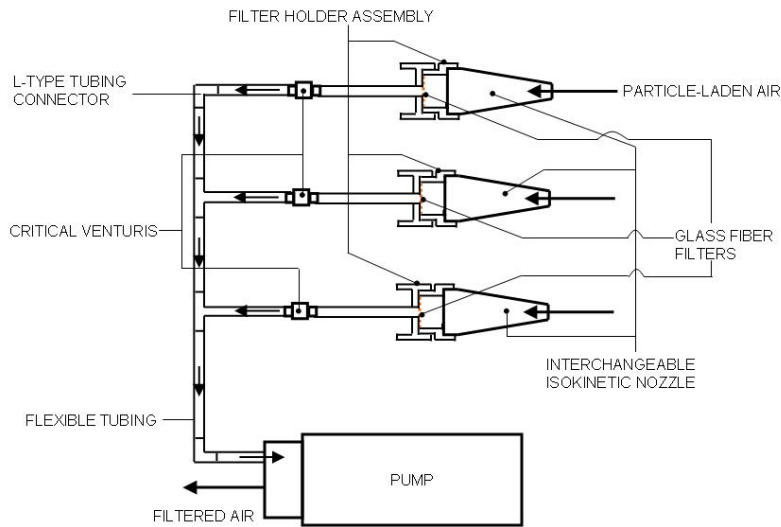 FILTER HOLDER ASSEMBLY
L-TYPE TUBING
CONNECTOR
PARTICLE-LADEN AIR
CRITICAL VENTURIS
GLASS FIBER
FILTERS
INTERCHANGEABLE
ISOKINETIC NOZZLE
FLEXIBLE TUBING
PUMP
FILTERED AIR